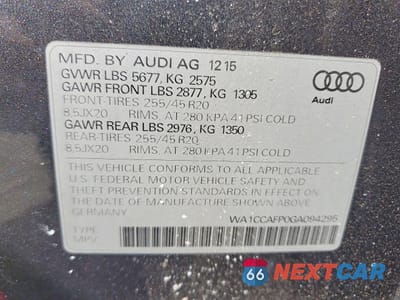 MFD. BY AUDI AG 12 15
GVWR LBS 5677, KG 2575
GAWR FRONT LBS 2877, KG 1305
FRONT-TIRES 255/45 R20
8.5JX20 RIMS, AT 280 KPA 41 PSI COLD
GAWR REAR LBS 2976, KG 1350
REAR-TIRES 255/45 R20
8.5JX20 RIMS, AT 280 KPA 41 PSI COLD
Audi
THIS VEHICLE CONFORMS TO ALL APPLICABLE
U.S. FEDERAL MOTOR VEHICLE SAFETY, BUMPER
AND THEFT PREVENTION STANDARDS IN EFFECT ON
THE DATE OF MANUFACTURE SHOWN ABOVE
GERMANY
WA1CCAFP0GA094295
TYPE:
MPV
66 NEXTCAR